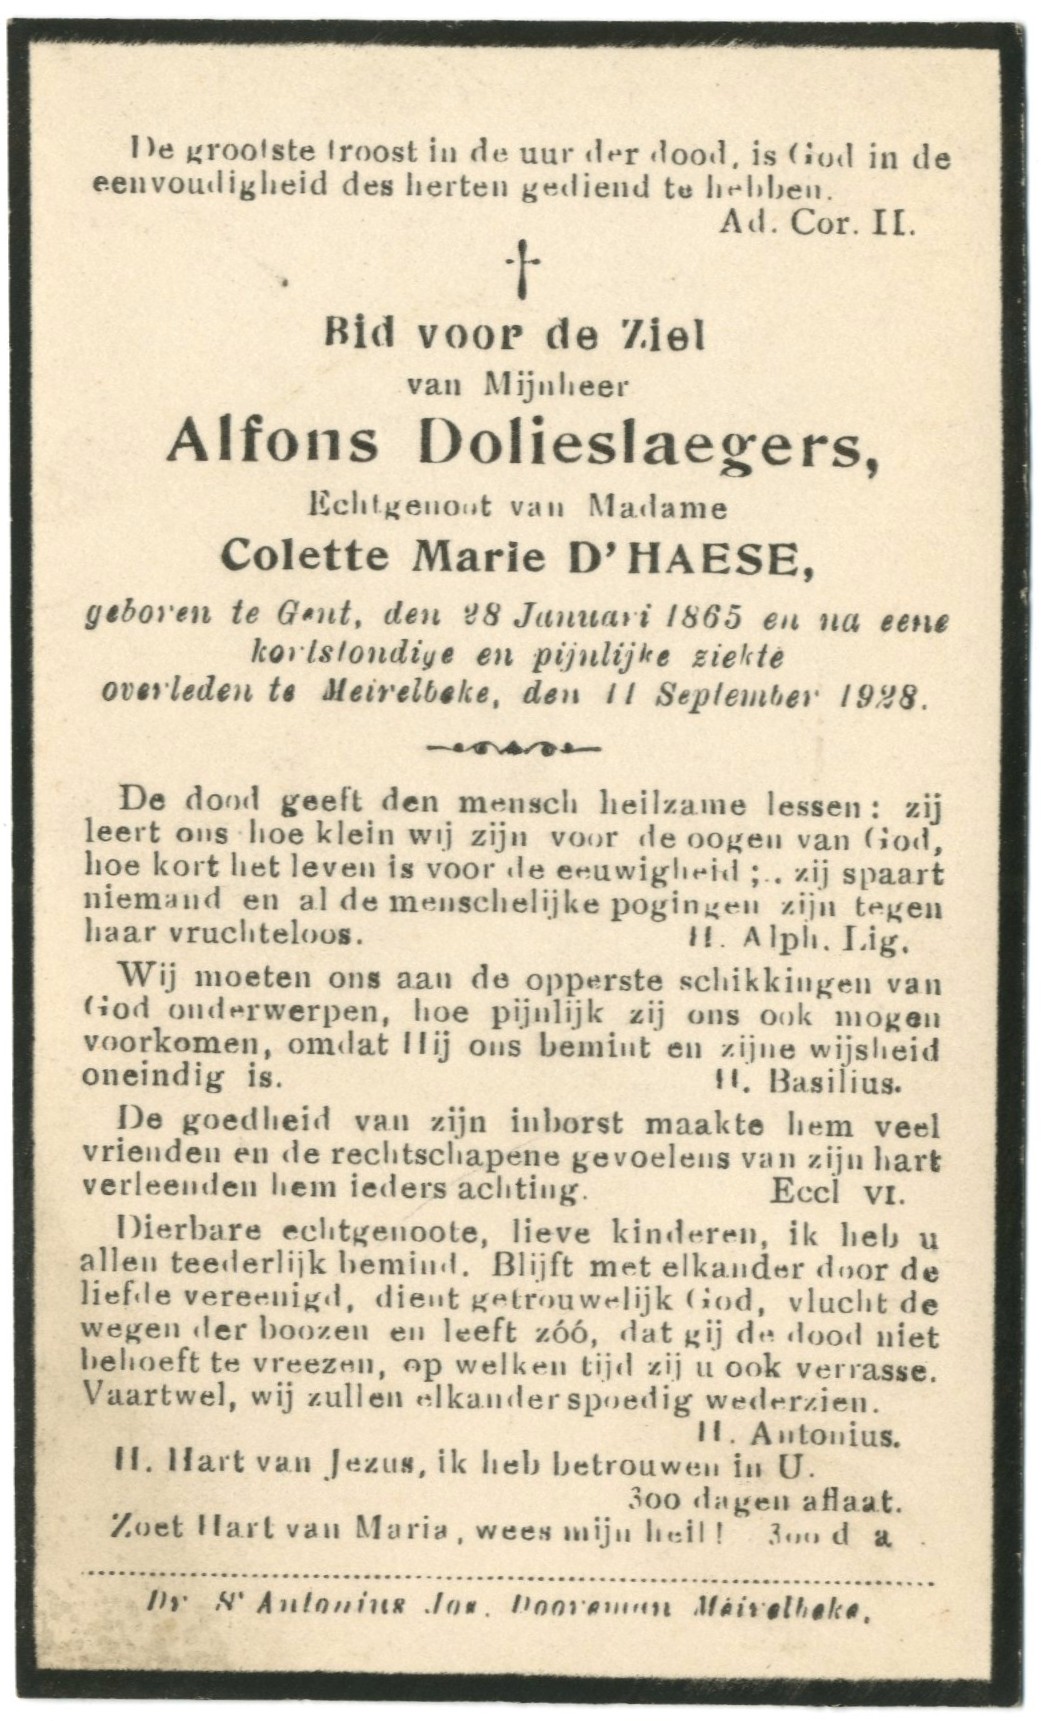 De grootste troost in de uur der dood, is God in de
eenvoudigheid des herten gediend te hebben.
Ad. Cor. II.
Bid voor de Ziel
van Mijnheer
Alfons Dolieslaegers,
Echtgenoot van Madame
Colette Marie D'HAESE,
geboren te Gent, den 28 Januari 1865 en na eene
kortstondige en pijnlijke ziekte
overleden te Meirelbeke, den 11 September 1928.
De dood geeft den mensch heilzame lessen : zij
leert ons hoe klein wij zijn voor de oogen van God,
hoe kort het leven is voor de eeuwigheid ;.. zij spaart
niemand en al de menschelijke pogingen zijn tegen
haar vruchteloos. H. Alph. Lig.
Wij moeten ons aan de opperste schikkingen van
God onderwerpen, hoe pijnlijk zij ons ook mogen
voorkomen, omdat Hij ons bemint en zijne wijsheid
oneindig is. H. Basilius.
De goedheid van zijn inborst maakte hem veel
vrienden en de rechtschapene gevoelens van zijn hart
verleenden hem ieders achting. Eccl VI.
Dierbare echtgenoote, lieve kinderen, ik heb u
allen teederlijk bemind. Blijft met elkander door de
liefde vereenigd, dient getrouwelijk God, vlucht de
wegen der boozen en leeft zóó, dat gij de dood niet
behoeft te vreezen, op welken tijd zij u ook verrasse.
Vaartwel, wij zullen elkander spoedig wederzien.
H. Antonius.
H. Hart van Jezus, ik heb betrouwen in U.
300 dagen aflaat.
Zoet Hart van Maria, wees mijn heil! 300 d a
Dr St Antonius Jos. Dooreman Meirelbeke.